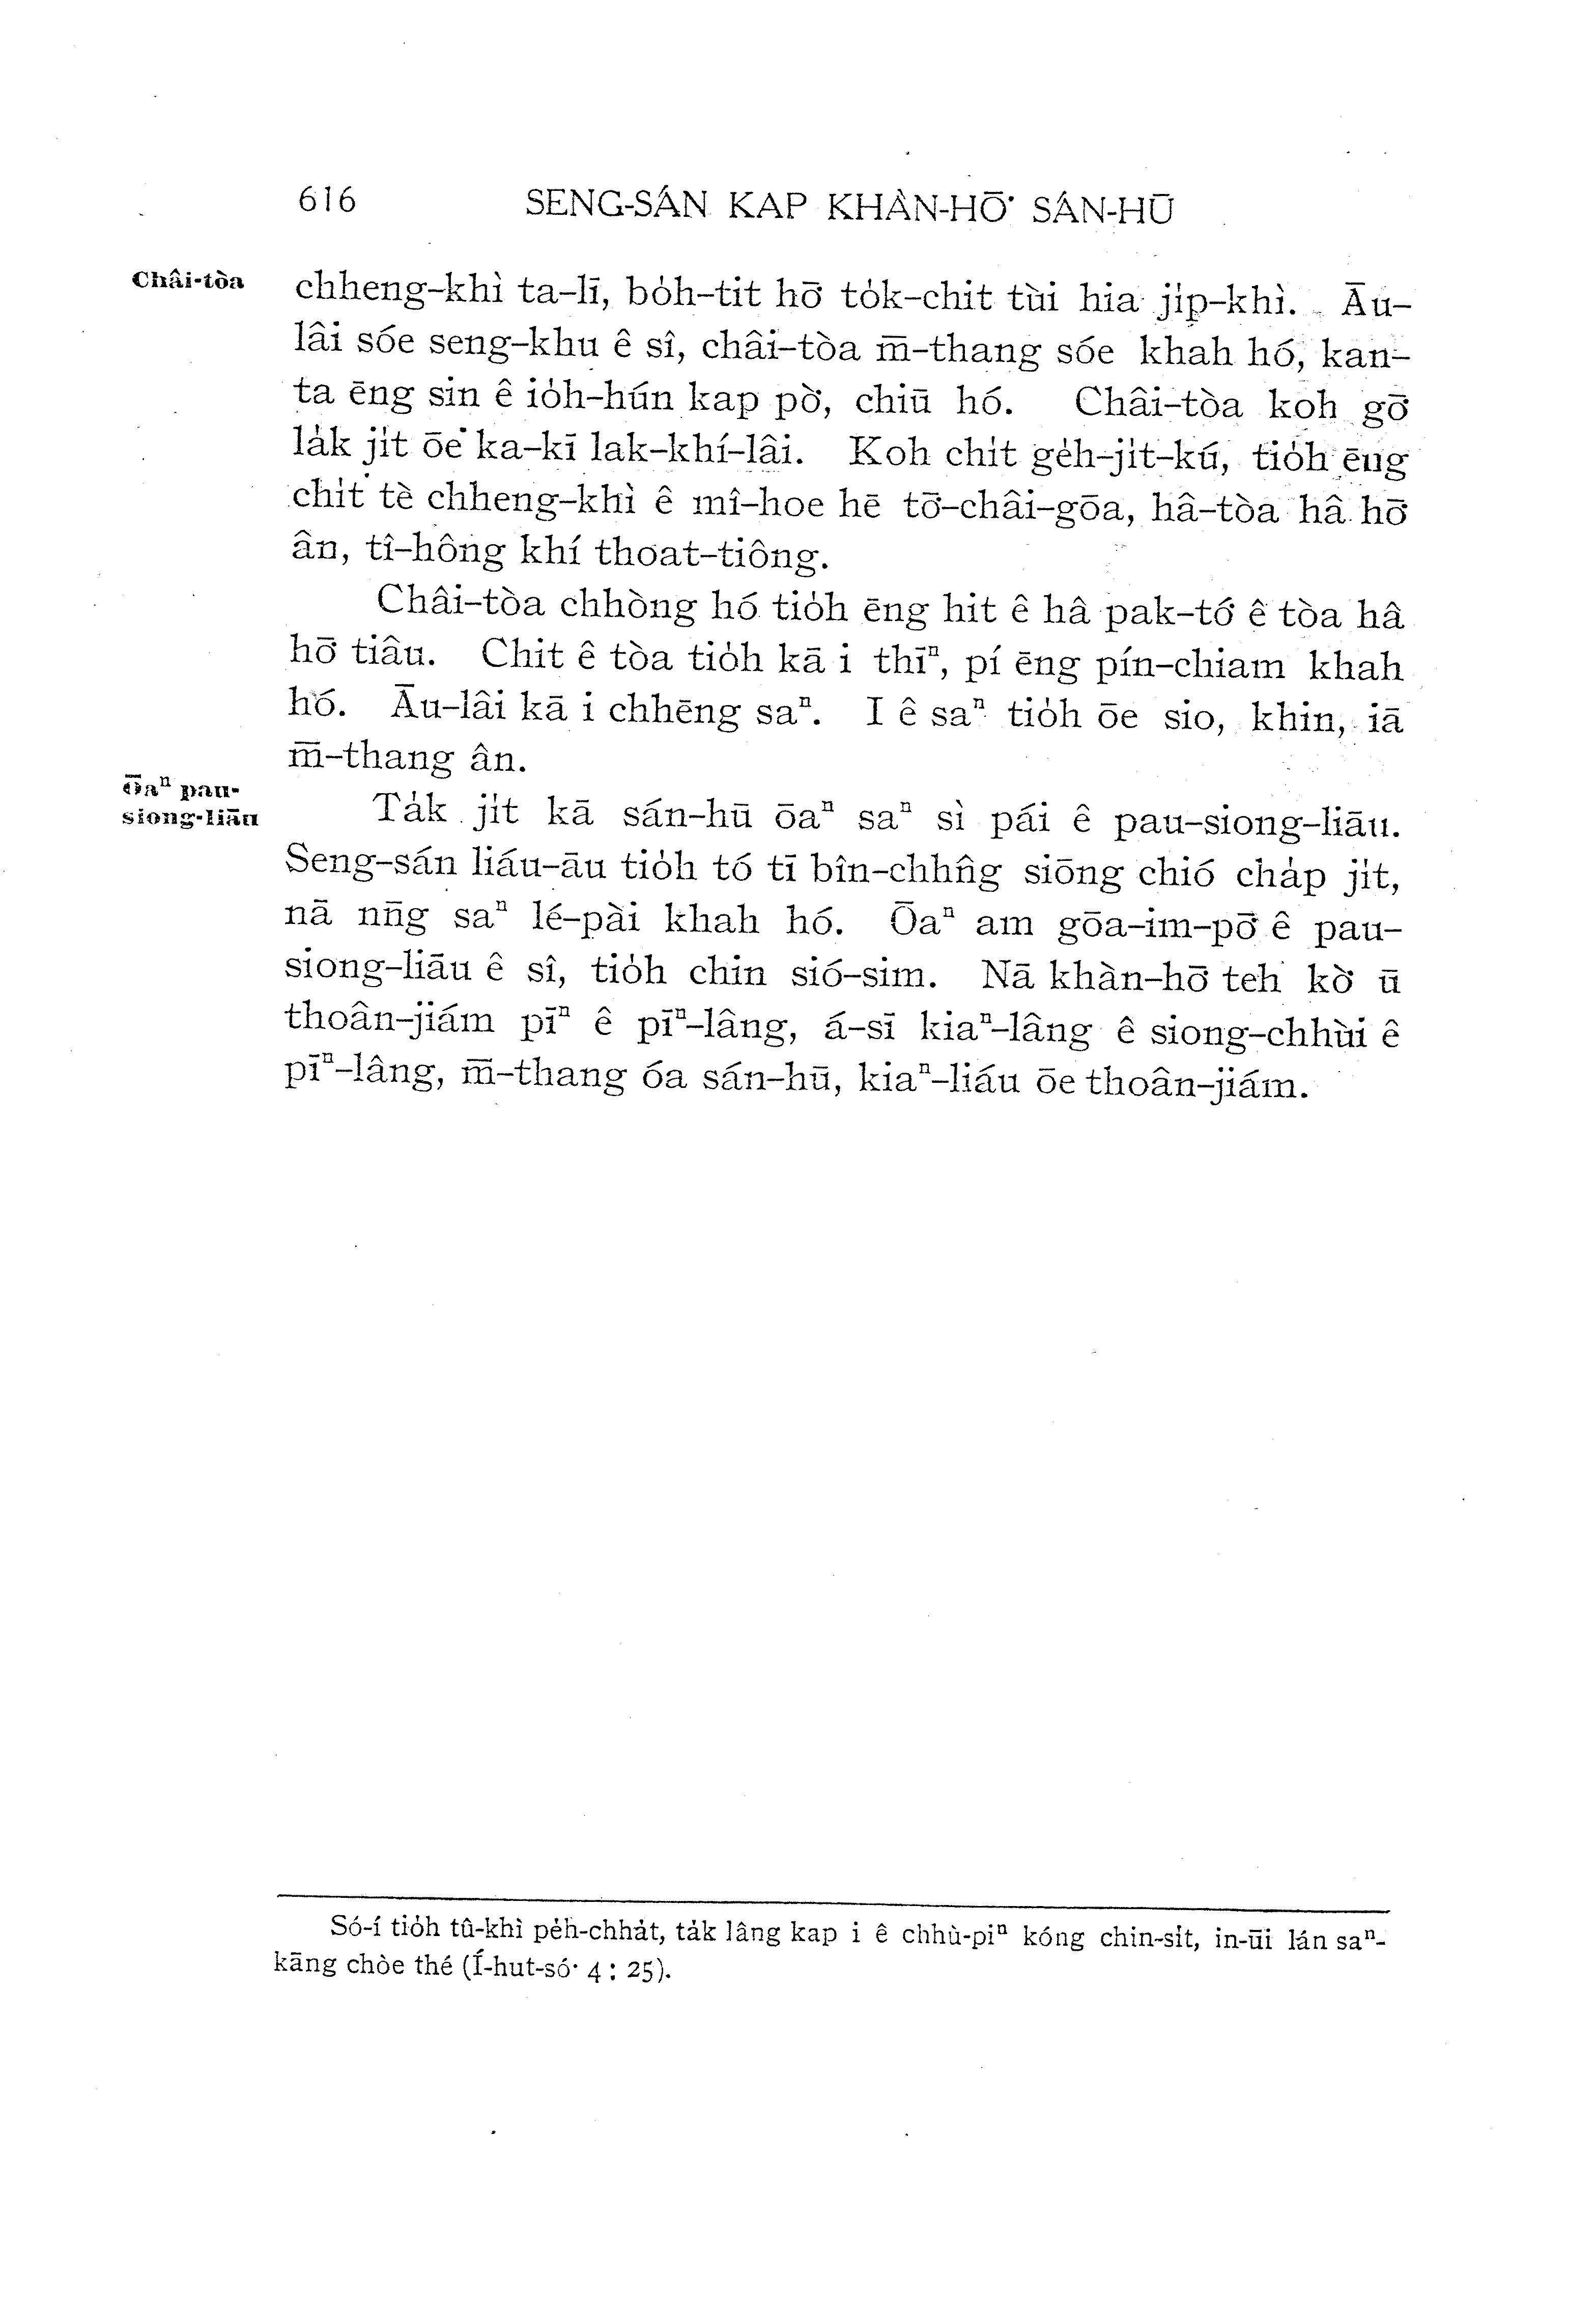 616 SENG-SÁN KAP KHÀN-HŌ͘ SÁN-HŪ
Châi-tòa
chheng-khì ta-lī, bo̍h-tit hō͘ to̍k-chit tùi hia ji̍p-khì. Āu-
lâi sóe seng-khu ê sî, châi-tòa m̄-thang sóe khah hó, kan-
ta ēng sin ê io̍h-hún kap pò͘, chiū hó. Châi-tòa koh gō͘
la̍k ji̍t ōe ka-kī lak-khí-lâi. Koh chi̍t ge̍h-ji̍t-kú, tio̍h ēng
chi̍t tè chheng-khì ê mî-hoe hē tō͘-châi-gōa, hâ-tòa hâ hō͘
ân, tî-hông khí thoat-tiông.
Châi-tòa chhòng hó tio̍h ēng hit ê hâ pak-tó͘ ê tòa hâ
hō͘ tiâu. Chit ê tòa tio̍h kā i thīⁿ, pí ēng pín-chiam khah
hó. Āu-lâi kā i chhēng saⁿ. I ê saⁿ tio̍h ōe sio, khin, iā
m̄-thang ân.
Ōaⁿ pau-
siong-liāu
Ta̍k ji̍t kā sán-hū ōaⁿ saⁿ sì pái ê pau-siong-liāu.
Seng-sán liáu-āu tio̍h tó tī bîn-chhn̂g siōng chió cha̍p ji̍t,
nā nn̄g saⁿ lé-pài khah hó. Ōaⁿ am gōa-im-pō͘ ê pau-
siong-liāu ê sî, tio̍h chin sió-sim. Nā khàn-hō͘ teh kò͘ ū
thoân-jiám pīⁿ ê pīⁿ-lâng, á-sī kiaⁿ-lâng ê siong-chhùi ê
pīⁿ-lâng, m̄-thang óa sán-hū, kiaⁿ-liáu ōe thoân-jiám.
Só-í tio̍h tû-khì pe̍h-chha̍t, ta̍k lâng kap i ê chhù-piⁿ kóng chin-si̍t, in-ūi lán saⁿ-
kāng chòe thé (Í-hut-só͘ 4 : 25).